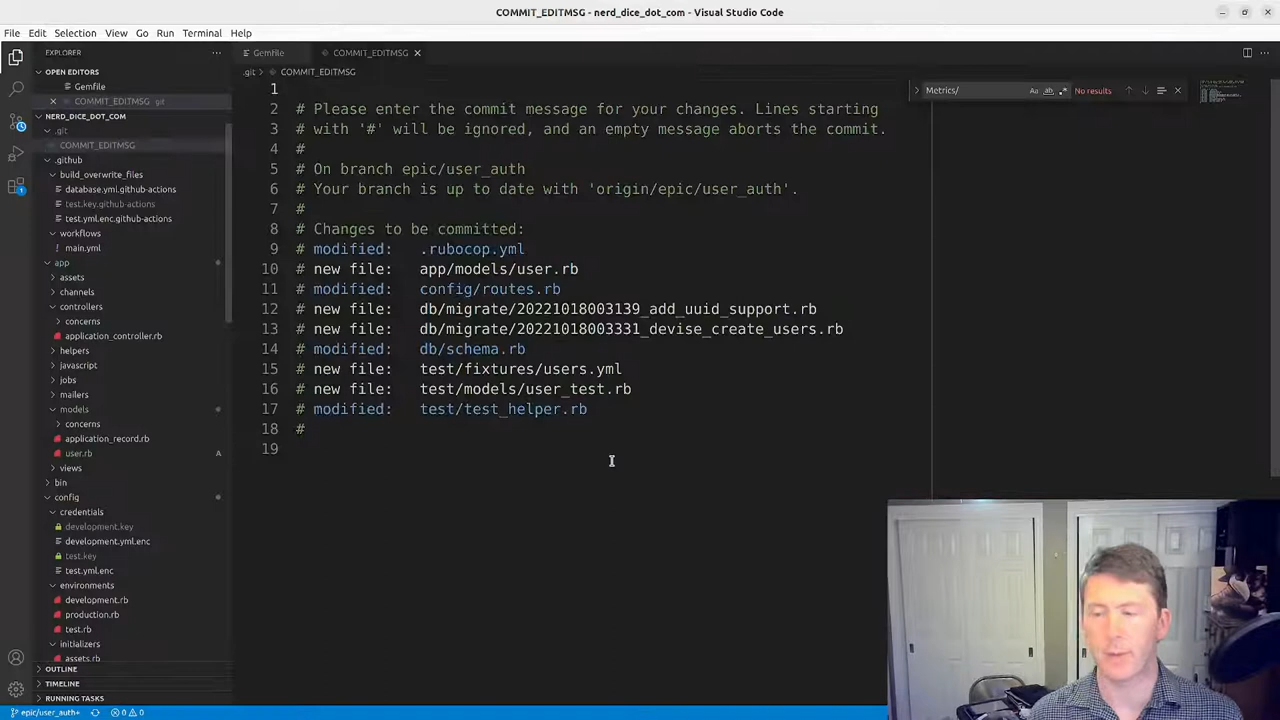 COMMIT_EDITMSG - nerd_dice_dot_com - Visual Studio Code
File Edit Selection View Go Run Terminal Help
EXPLORER
OPEN EDITORS
Gemfile
COMMIT_EDITMSG git
NERD_DICE_DOT_COM
.git
COMMIT_EDITMSG
.github
build_overwrite_files
database.yml.github-actions
test.key.github-actions
test.yml.enc.github-actions
workflows
main.yml
app
assets
channels
controllers
concerns
application_controller.rb
helpers
javascript
jobs
mailers
models
concerns
application_record.rb
user.rb A
views
bin
config
credentials
development.key
development.yml.enc
test.key
test.yml.enc
environments
development.rb
production.rb
test.rb
initializers
assets.rb
OUTLINE
TIMELINE
RUNNING TASKS
Gemfile COMMIT_EDITMSG
.git > COMMIT_EDITMSG
Metrics/ Aa ab No results
1
2 # Please enter the commit message for your changes. Lines starting
3 # with '#' will be ignored, and an empty message aborts the commit.
4 #
5 # On branch epic/user_auth
6 # Your branch is up to date with 'origin/epic/user_auth'.
7 #
8 # Changes to be committed:
9 # modified: .rubocop.yml
10 # new file: app/models/user.rb
11 # modified: config/routes.rb
12 # new file: db/migrate/20221018003139_add_uuid_support.rb
13 # new file: db/migrate/20221018003331_devise_create_users.rb
14 # modified: db/schema.rb
15 # new file: test/fixtures/users.yml
16 # new file: test/models/user_test.rb
17 # modified: test/test_helper.rb
18 #
19
epic/user_auth+ 0 0